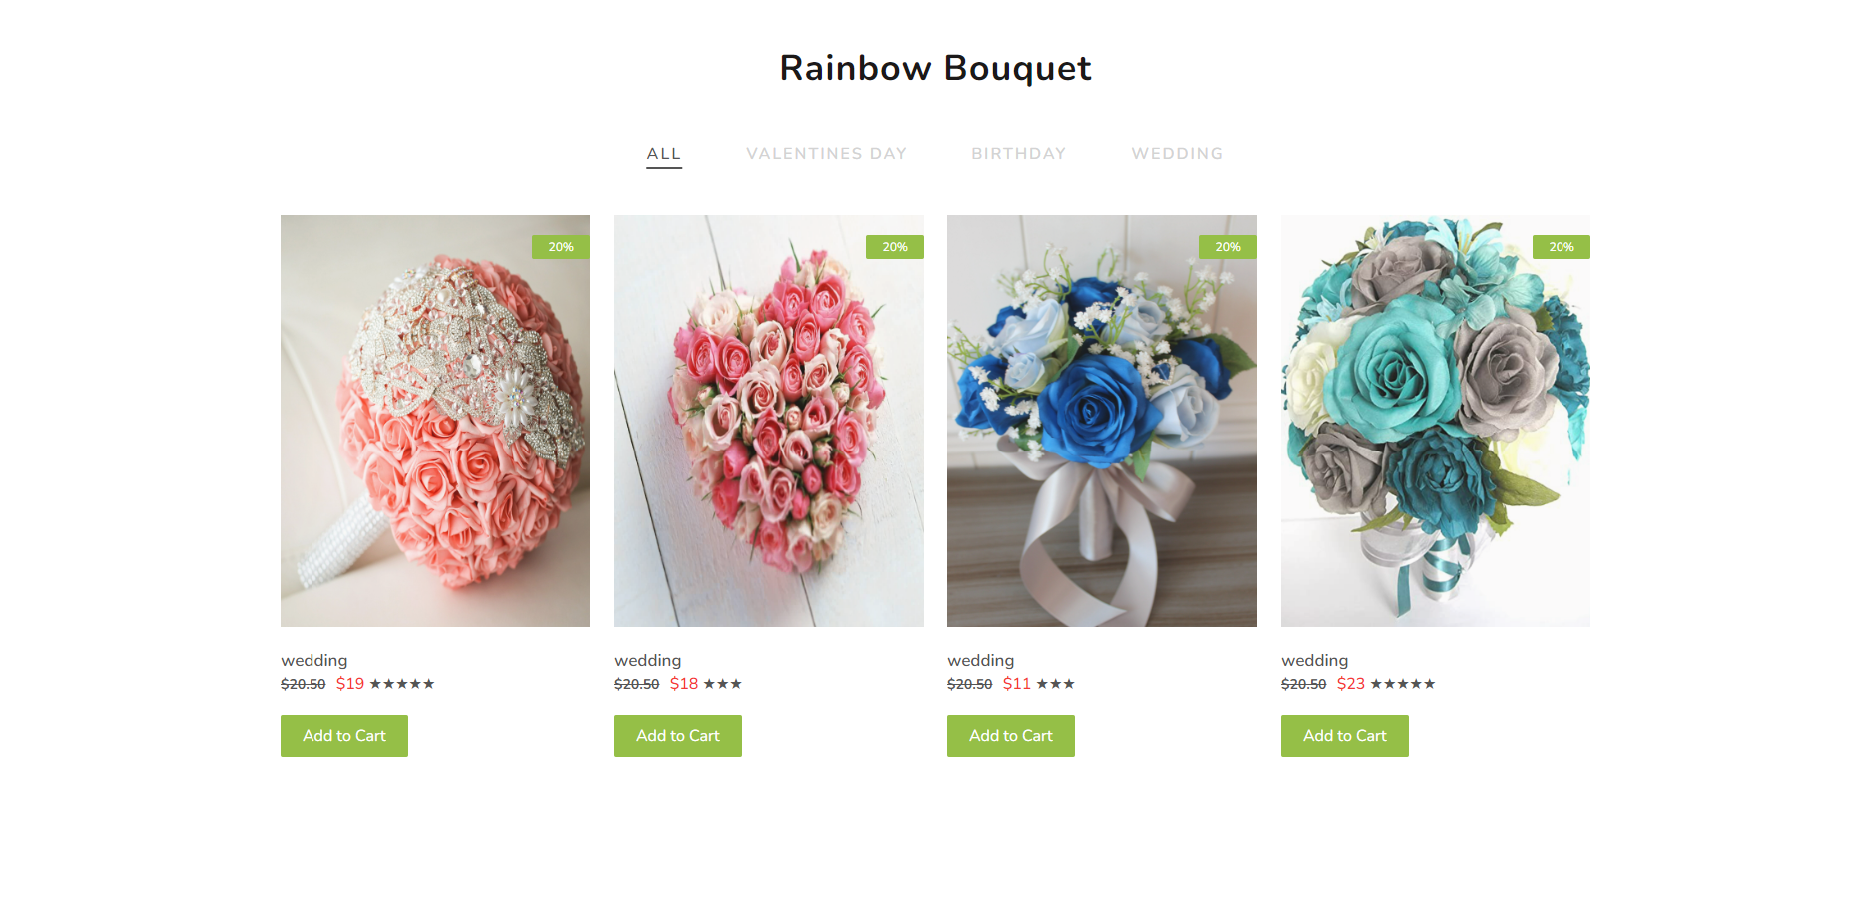 Rainbow Bouquet
ALL VALENTINES DAY BIRTHDAY WEDDING
20% 20% 20% 20%
wedding wedding wedding wedding
$20.50 $19 ★★★★★ $20.50 $18 ★★★ $20.50 $11 ★★★ $20.50 $23 ★★★★★
Add to Cart Add to Cart Add to Cart Add to Cart